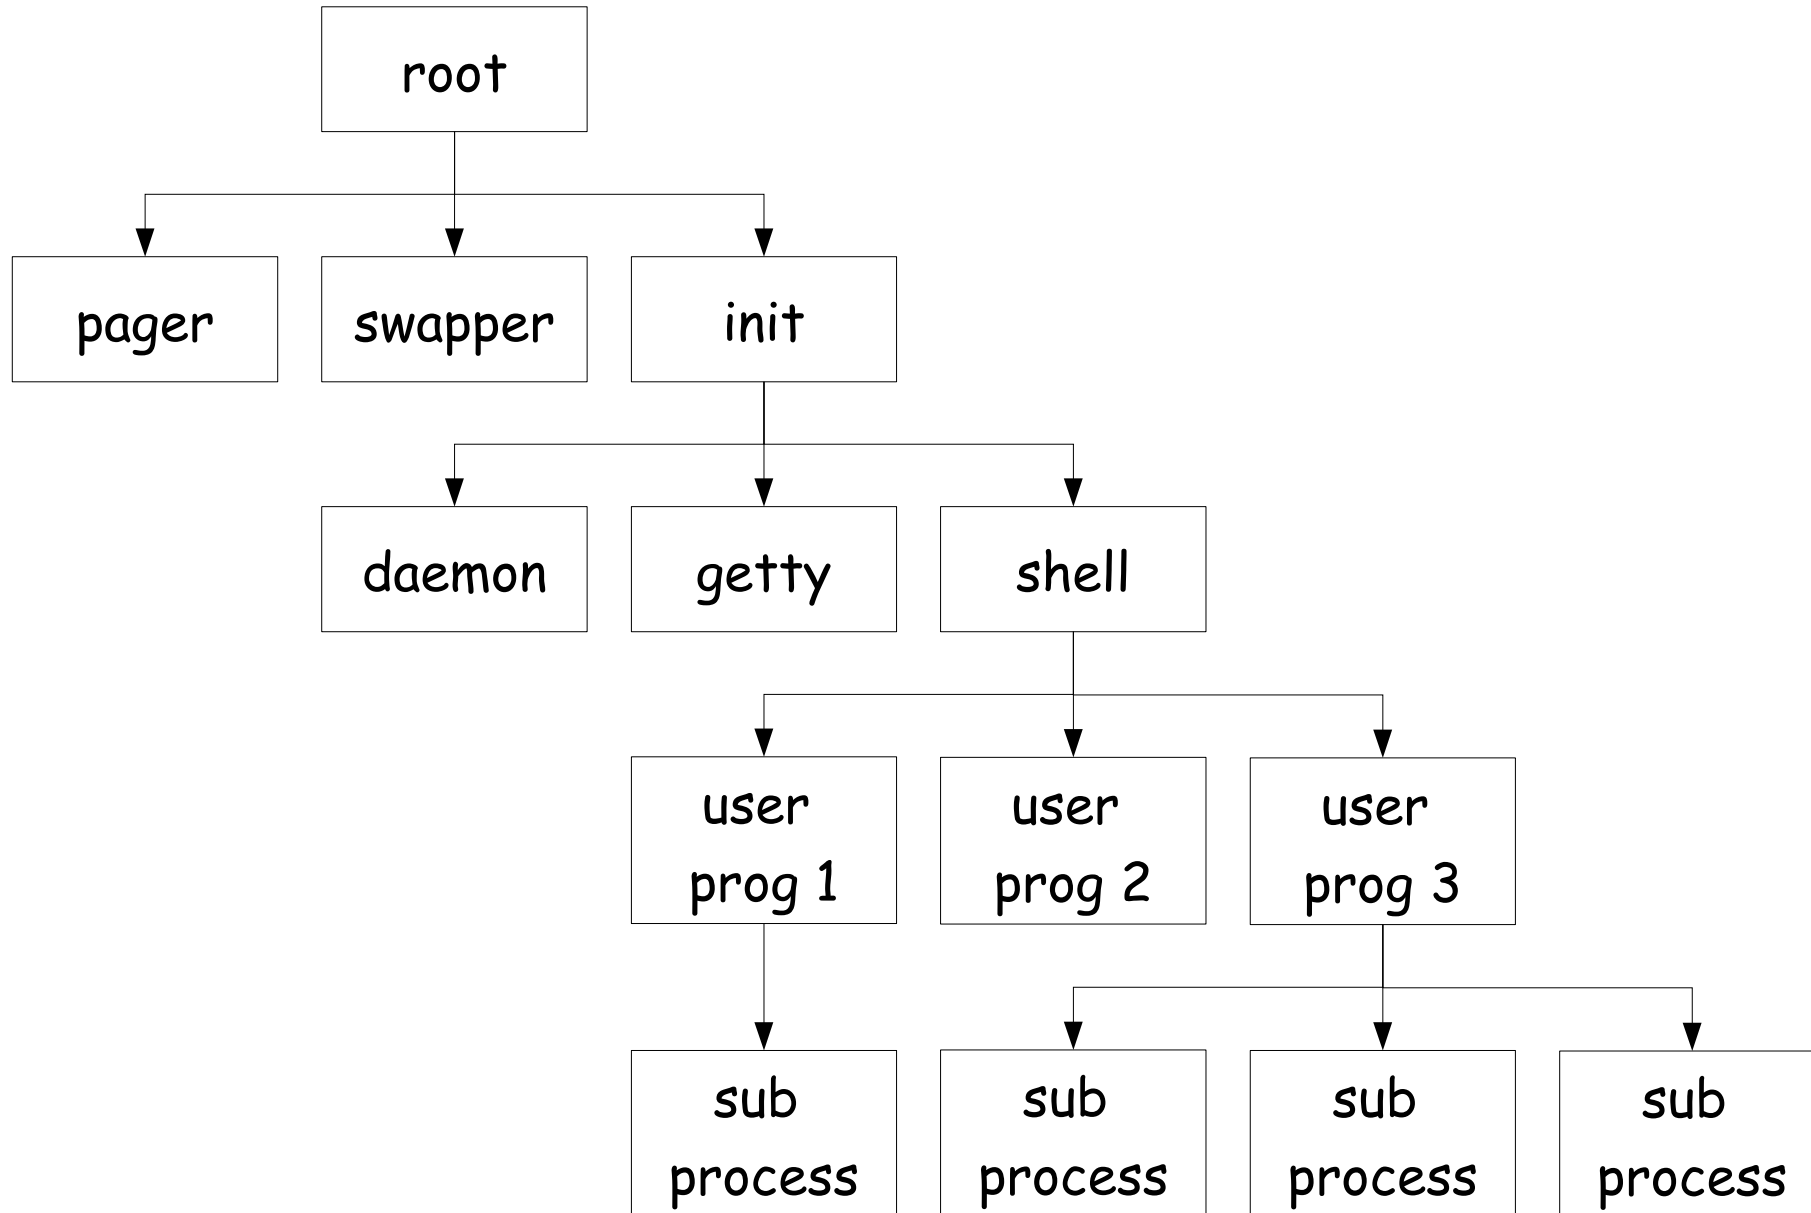 root
pager
swapper
init
daemon
getty
shell
user
prog 1
user
prog 2
user
prog 3
sub
process
sub
process
sub
process
sub
process